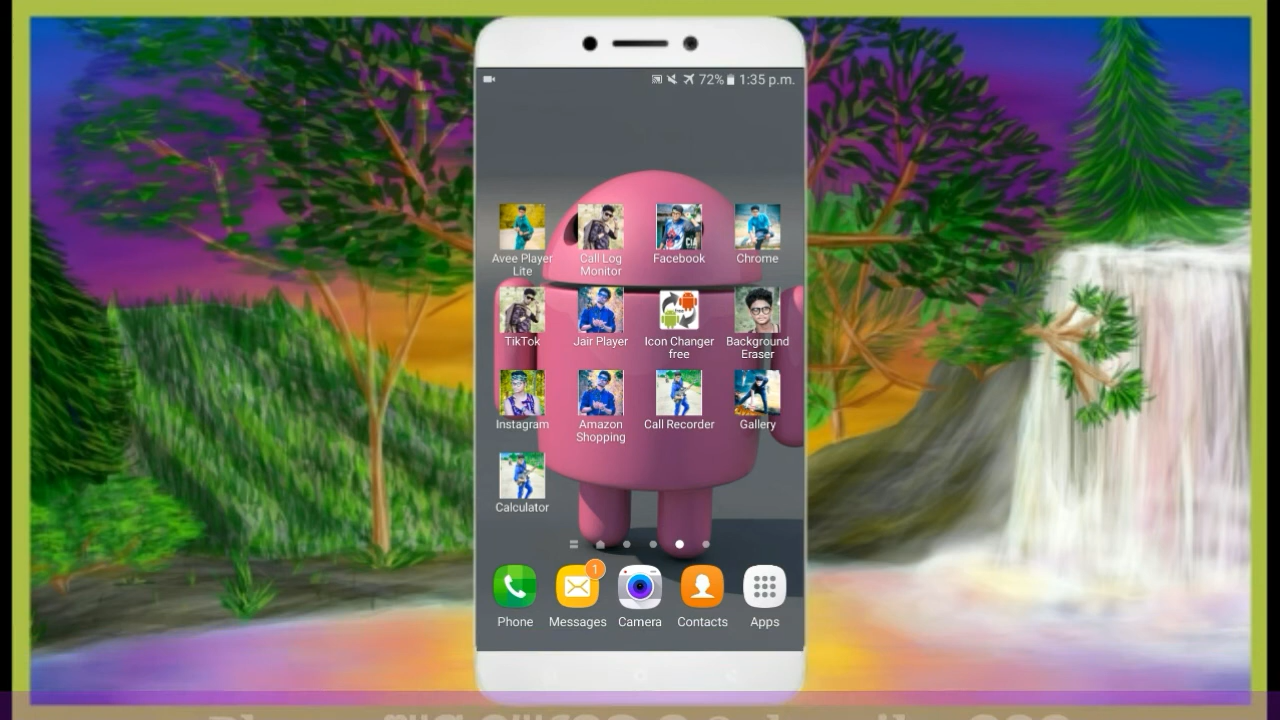 72% 1:35 p.m.
Avee Player Lite
Call Log Monitor
Facebook
Chrome
TikTok
Jair Player
Icon Changer free
Background Eraser
Instagram
Amazon Shopping
Call Recorder
Gallery
Calculator
1
Phone
Messages
Camera
Contacts
Apps